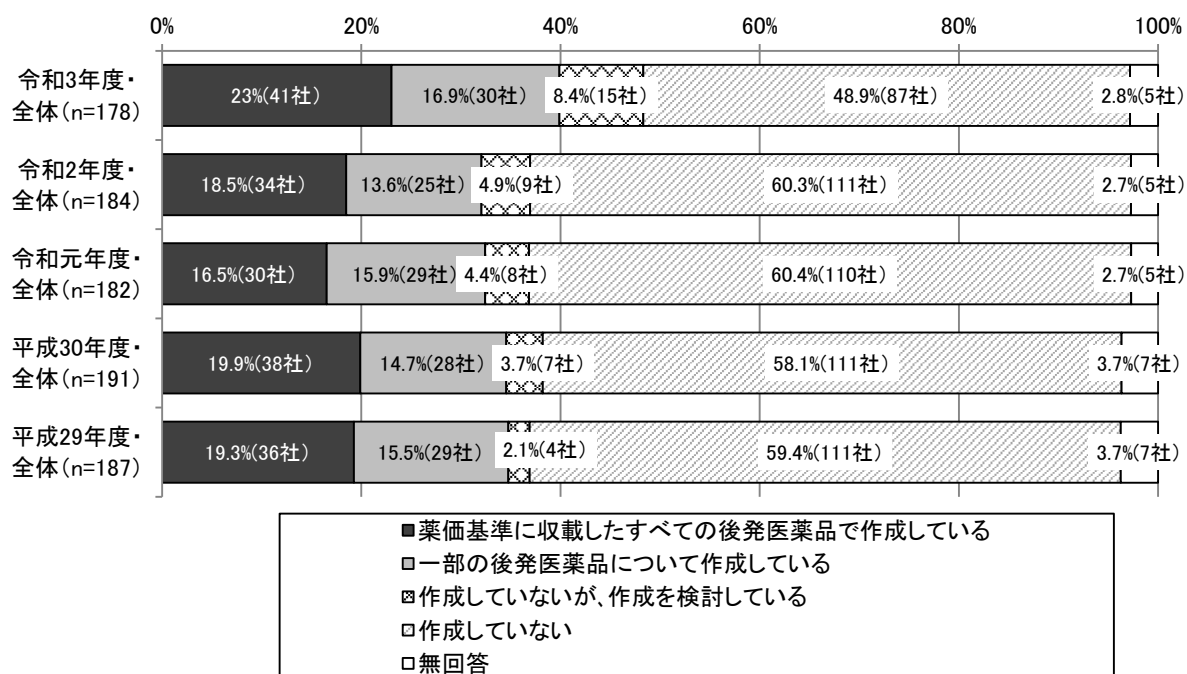 0% 20% 40% 60% 80% 100%
令和3年度・
全体(n=178)
23%(41社) 16.9%(30社) 8.4%(15社) 48.9%(87社) 2.8%(5社)
令和2年度・
全体(n=184)
18.5%(34社) 13.6%(25社) 4.9%(9社) 60.3%(111社) 2.7%(5社)
令和元年度・
全体(n=182)
16.5%(30社) 15.9%(29社) 4.4%(8社) 60.4%(110社) 2.7%(5社)
平成30年度・
全体(n=191)
19.9%(38社) 14.7%(28社) 3.7%(7社) 58.1%(111社) 3.7%(7社)
平成29年度・
全体(n=187)
19.3%(36社) 15.5%(29社) 2.1%(4社) 59.4%(111社) 3.7%(7社)
薬価基準に収載したすべての後発医薬品で作成している
一部の後発医薬品について作成している
作成していないが、作成を検討している
作成していない
無回答